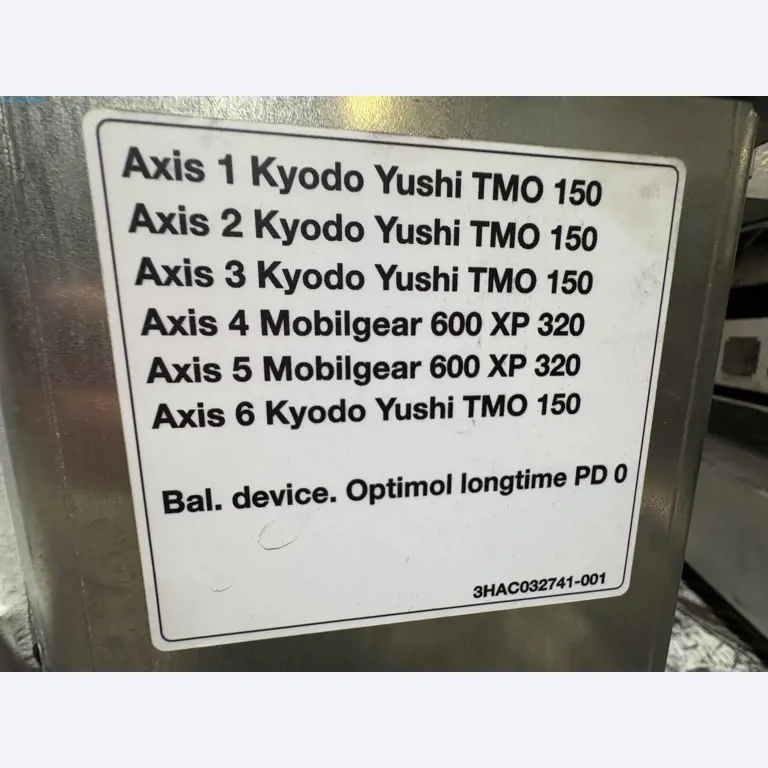 Axis 1 Kyodo Yushi TMO 150
Axis 2 Kyodo Yushi TMO 150
Axis 3 Kyodo Yushi TMO 150
Axis 4 Mobilgear 600 XP 320
Axis 5 Mobilgear 600 XP 320
Axis 6 Kyodo Yushi TMO 150
Bal. device. Optimol longtime PD 0
3HAC032741-001